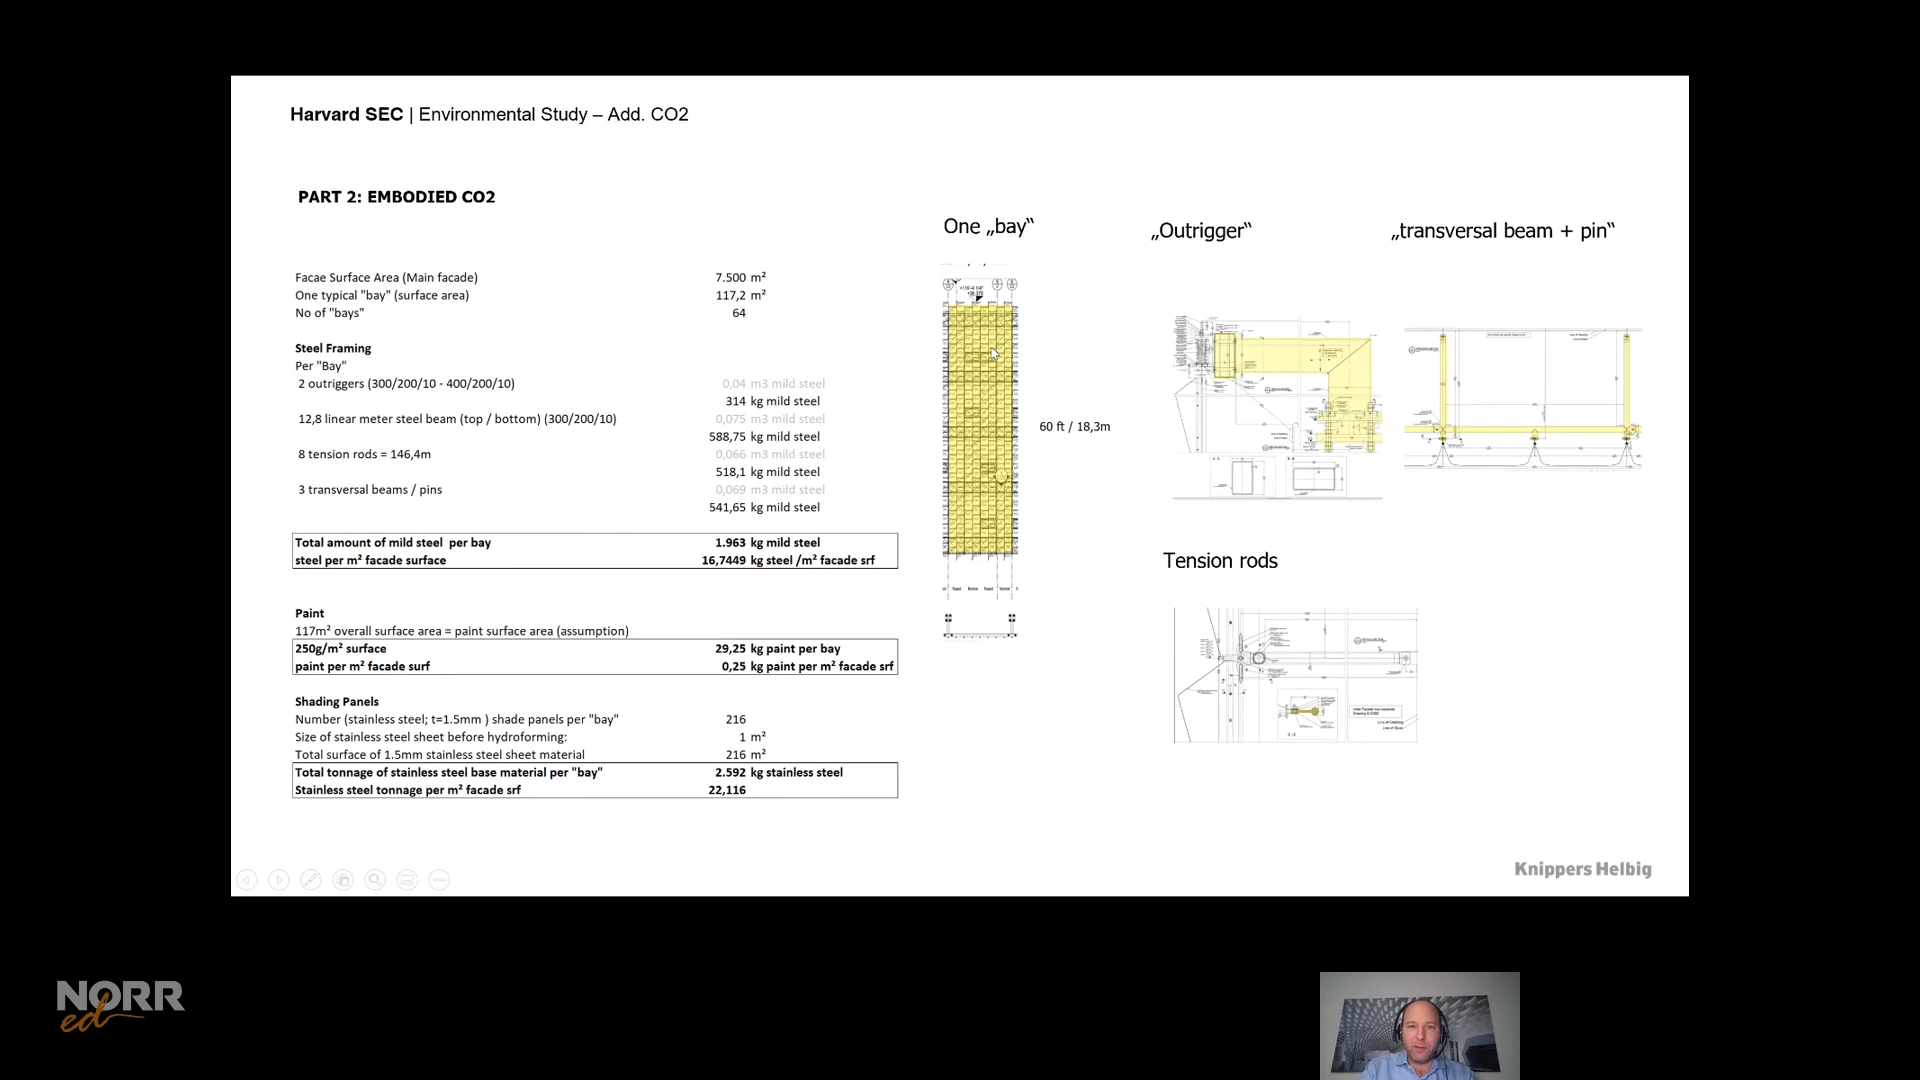 Harvard SEC | Environmental Study – Add. CO2
PART 2: EMBODIED CO2
Facae Surface Area (Main facade) 7.500 m²
One typical "bay" (surface area) 117,2 m²
No of "bays" 64
Steel Framing
Per "Bay"
2 outriggers (300/200/10 - 400/200/10) 0,04 m3 mild steel
314 kg mild steel
12,8 linear meter steel beam (top / bottom) (300/200/10) 0,075 m3 mild steel
588,75 kg mild steel
8 tension rods = 146,4m 0,066 m3 mild steel
518,1 kg mild steel
3 transversal beams / pins 0,069 m3 mild steel
541,65 kg mild steel
Total amount of mild steel per bay 1.963 kg mild steel
steel per m² facade surface 16,7449 kg steel /m² facade srf
Paint
117m² overall surface area = paint surface area (assumption)
250g/m² surface 29,25 kg paint per bay
paint per m² facade surf 0,25 kg paint per m² facade srf
Shading Panels
Number (stainless steel; t=1.5mm ) shade panels per "bay" 216
Size of stainless steel sheet before hydroforming: 1 m²
Total surface of 1.5mm stainless steel sheet material 216 m²
Total tonnage of stainless steel base material per "bay" 2.592 kg stainless steel
Stainless steel tonnage per m² facade srf 22,116
One „bay“
60 ft / 18,3m
„Outrigger“
„transversal beam + pin“
Tension rods
Knippers Helbig
NORR
ed